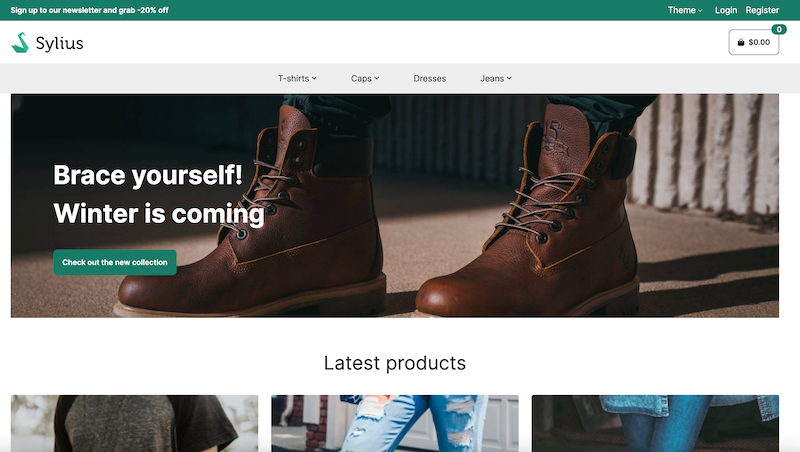 Sign up to our newsletter and grab -20% off
Theme
Login
Register
Sylius
0
$0.00
T-shirts
Caps
Dresses
Jeans
Brace yourself!
Winter is coming
Check out the new collection
Latest products